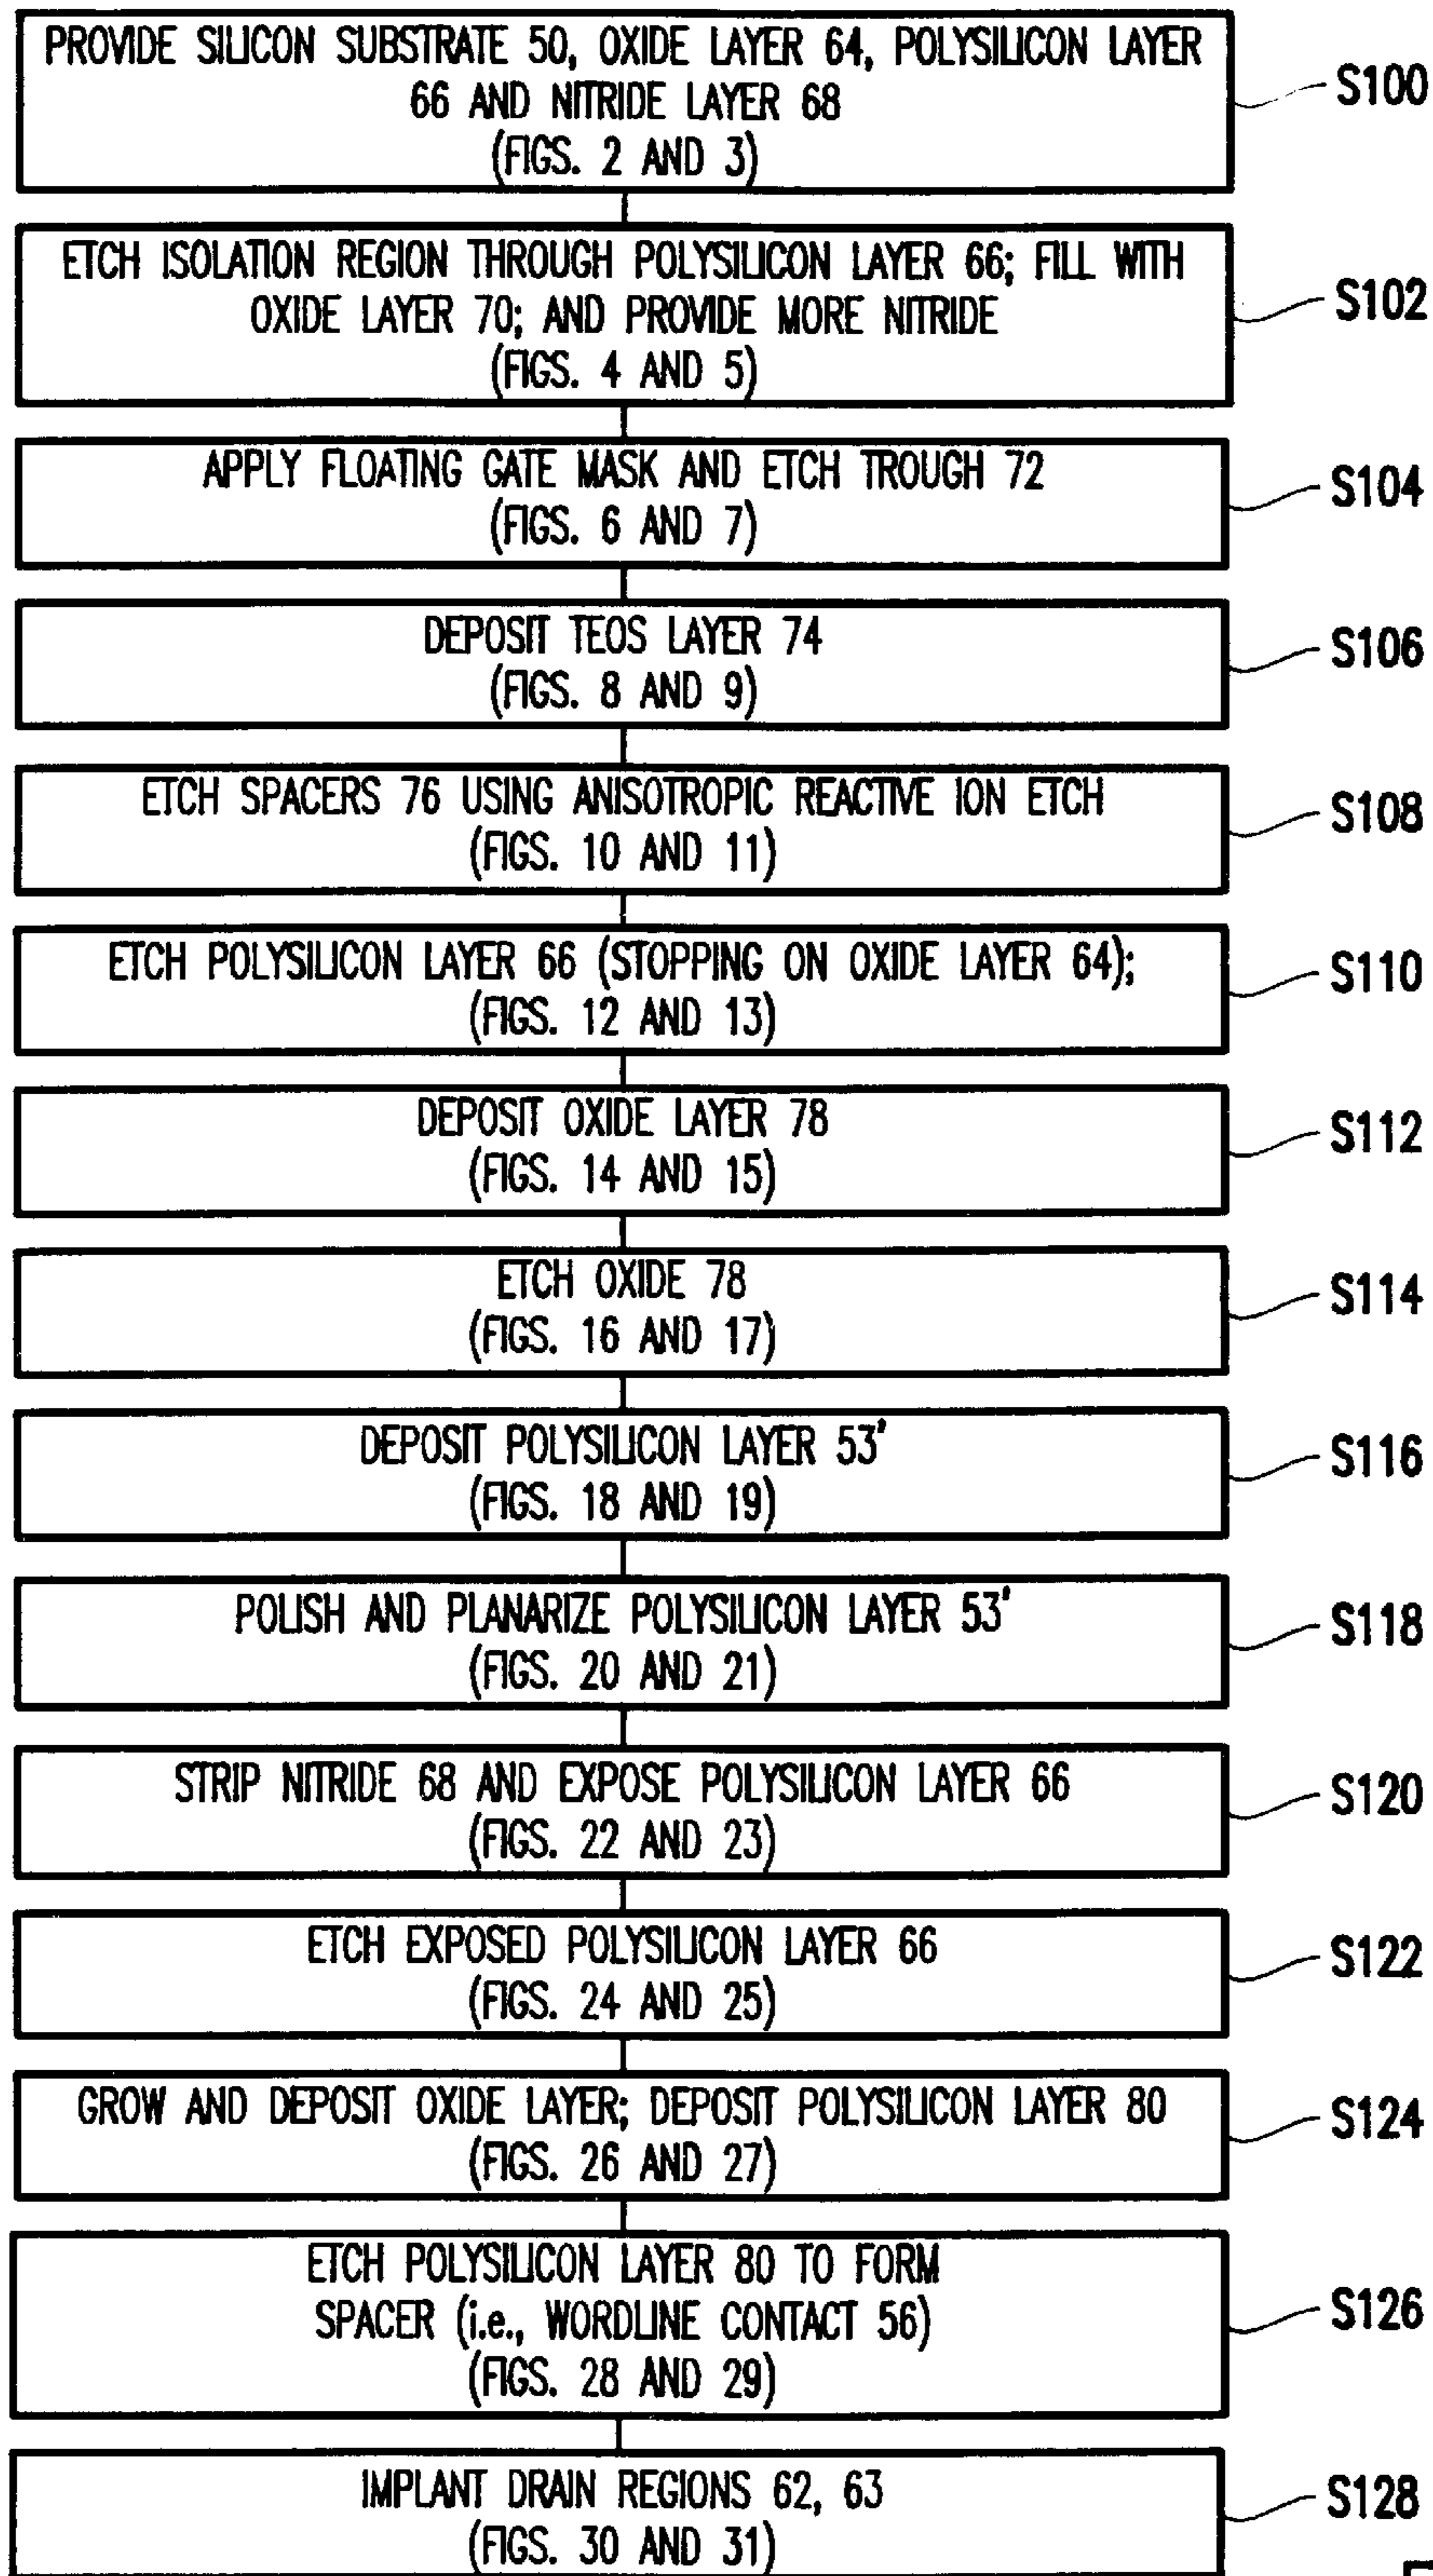 PROVIDE SILICON SUBSTRATE 50, OXIDE LAYER 64, POLYSILICON LAYER
66 AND NITRIDE LAYER 68
(FIGS. 2 AND 3)
S100
ETCH ISOLATION REGION THROUGH POLYSILICON LAYER 66; FILL WITH
OXIDE LAYER 70; AND PROVIDE MORE NITRIDE
(FIGS. 4 AND 5)
S102
APPLY FLOATING GATE MASK AND ETCH TROUGH 72
(FIGS. 6 AND 7)
S104
DEPOSIT TEOS LAYER 74
(FIGS. 8 AND 9)
S106
ETCH SPACERS 76 USING ANISOTROPIC REACTIVE ION ETCH
(FIGS. 10 AND 11)
S108
ETCH POLYSILICON LAYER 66 (STOPPING ON OXIDE LAYER 64);
(FIGS. 12 AND 13)
S110
DEPOSIT OXIDE LAYER 78
(FIGS. 14 AND 15)
S112
ETCH OXIDE 78
(FIGS. 16 AND 17)
S114
DEPOSIT POLYSILICON LAYER 53'
(FIGS. 18 AND 19)
S116
POLISH AND PLANARIZE POLYSILICON LAYER 53'
(FIGS. 20 AND 21)
S118
STRIP NITRIDE 68 AND EXPOSE POLYSILICON LAYER 66
(FIGS. 22 AND 23)
S120
ETCH EXPOSED POLYSILICON LAYER 66
(FIGS. 24 AND 25)
S122
GROW AND DEPOSIT OXIDE LAYER; DEPOSIT POLYSILICON LAYER 80
(FIGS. 26 AND 27)
S124
ETCH POLYSILICON LAYER 80 TO FORM
SPACER (i.e., WORDLINE CONTACT 56)
(FIGS. 28 AND 29)
S126
IMPLANT DRAIN REGIONS 62, 63
(FIGS. 30 AND 31)
S128